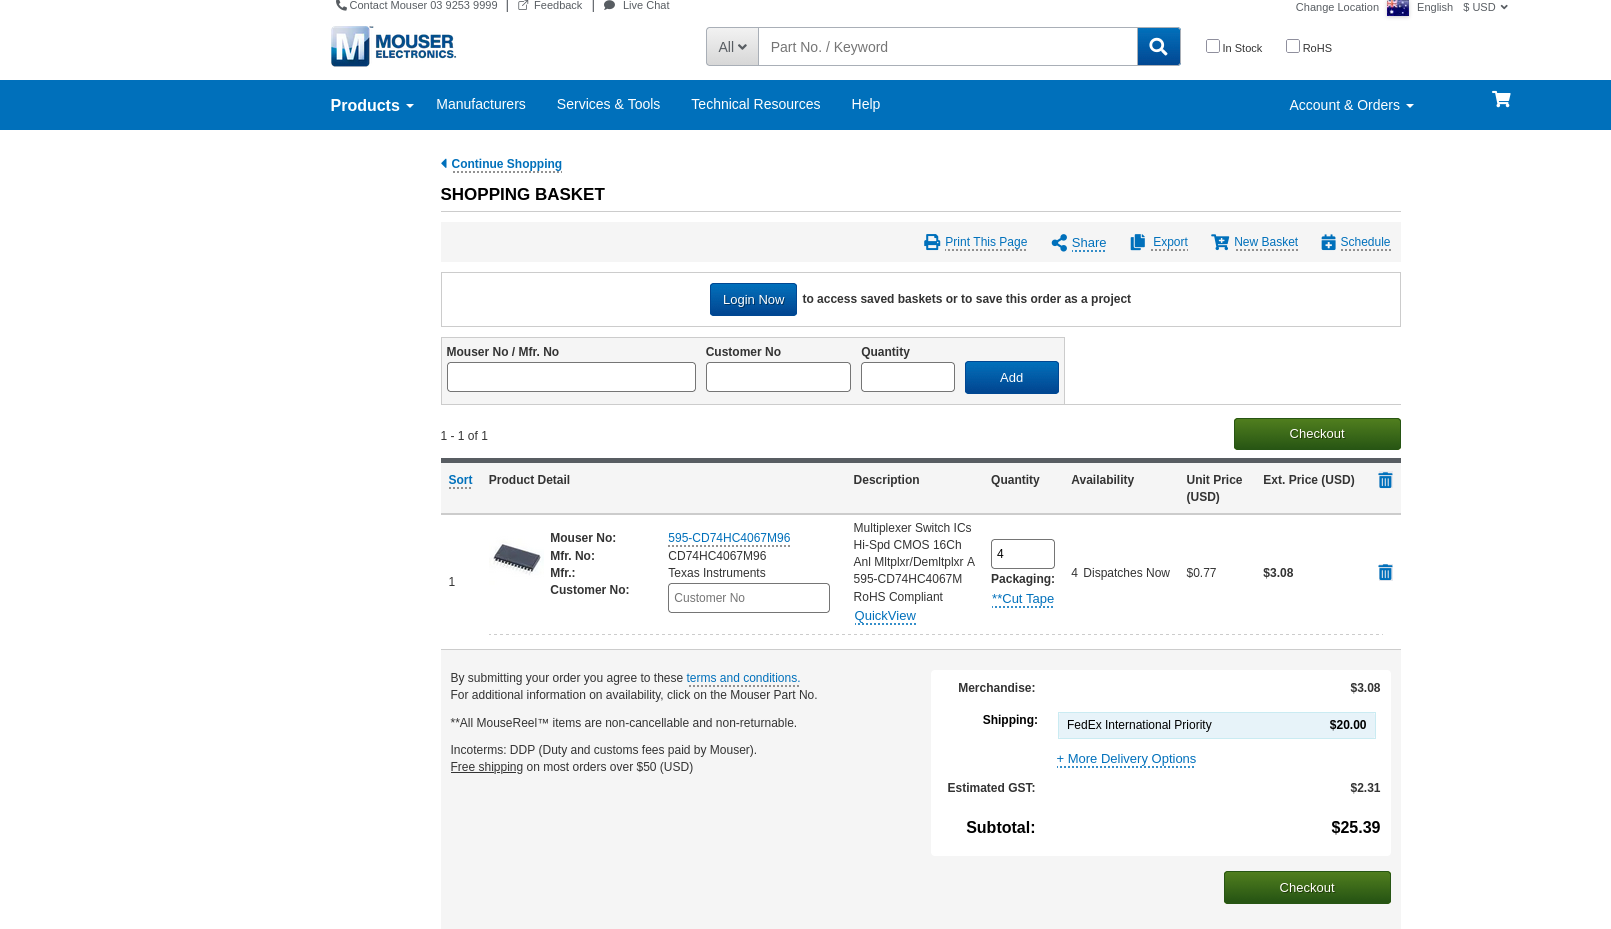 Contact Mouser 03 9253 9999 | Feedback | Live Chat
Change Location English $ USD
MOUSER
ELECTRONICS.
All Part No. / Keyword
In Stock RoHS
Products Manufacturers Services & Tools Technical Resources Help Account & Orders
Continue Shopping
SHOPPING BASKET
Print This Page Share Export New Basket Schedule
Login Now to access saved baskets or to save this order as a project
Mouser No / Mfr. No Customer No Quantity
Add
1 - 1 of 1
Checkout
Sort Product Detail Description Quantity Availability Unit Price (USD) Ext. Price (USD)
1
Mouser No: 595-CD74HC4067M96
Mfr. No: CD74HC4067M96
Mfr.: Texas Instruments
Customer No: Customer No
Multiplexer Switch ICs
Hi-Spd CMOS 16Ch
Anl Mltplxr/Demltplxr A
595-CD74HC4067M
RoHS Compliant
QuickView
4
Packaging:
**Cut Tape
4 Dispatches Now
$0.77
$3.08
By submitting your order you agree to these terms and conditions.
For additional information on availability, click on the Mouser Part No.
**All MouseReel™ items are non-cancellable and non-returnable.
Incoterms: DDP (Duty and customs fees paid by Mouser).
Free shipping on most orders over $50 (USD)
Merchandise: $3.08
Shipping: FedEx International Priority $20.00
+ More Delivery Options
Estimated GST: $2.31
Subtotal: $25.39
Checkout